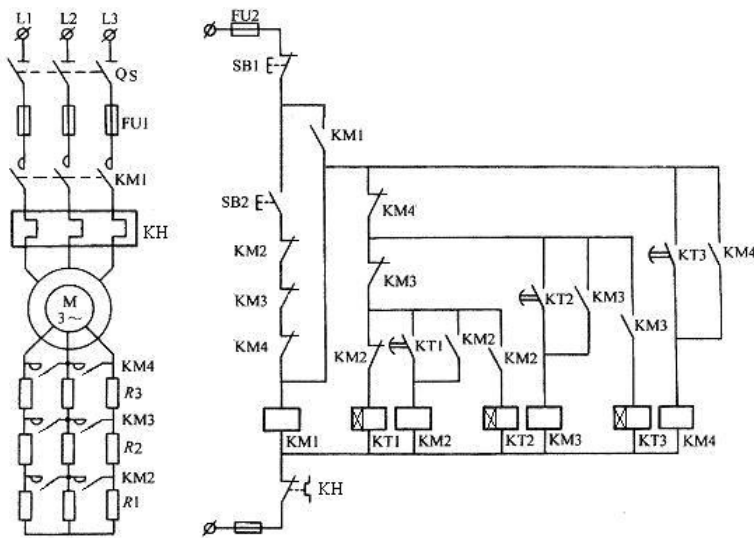 L1 L2 L3
QS
FU1
KM1
KH
M
3～
KM4
R3
KM3
R2
KM2
R1
FU2
SB1
KM1
SB2
KM4
KT3
KM4
KM2
KM3
KT2
KM3
KM3
KM3
KM4
KM2
KT1
KM2
KM2
KM1
KT1
KM2
KT2
KM3
KT3
KM4
KH